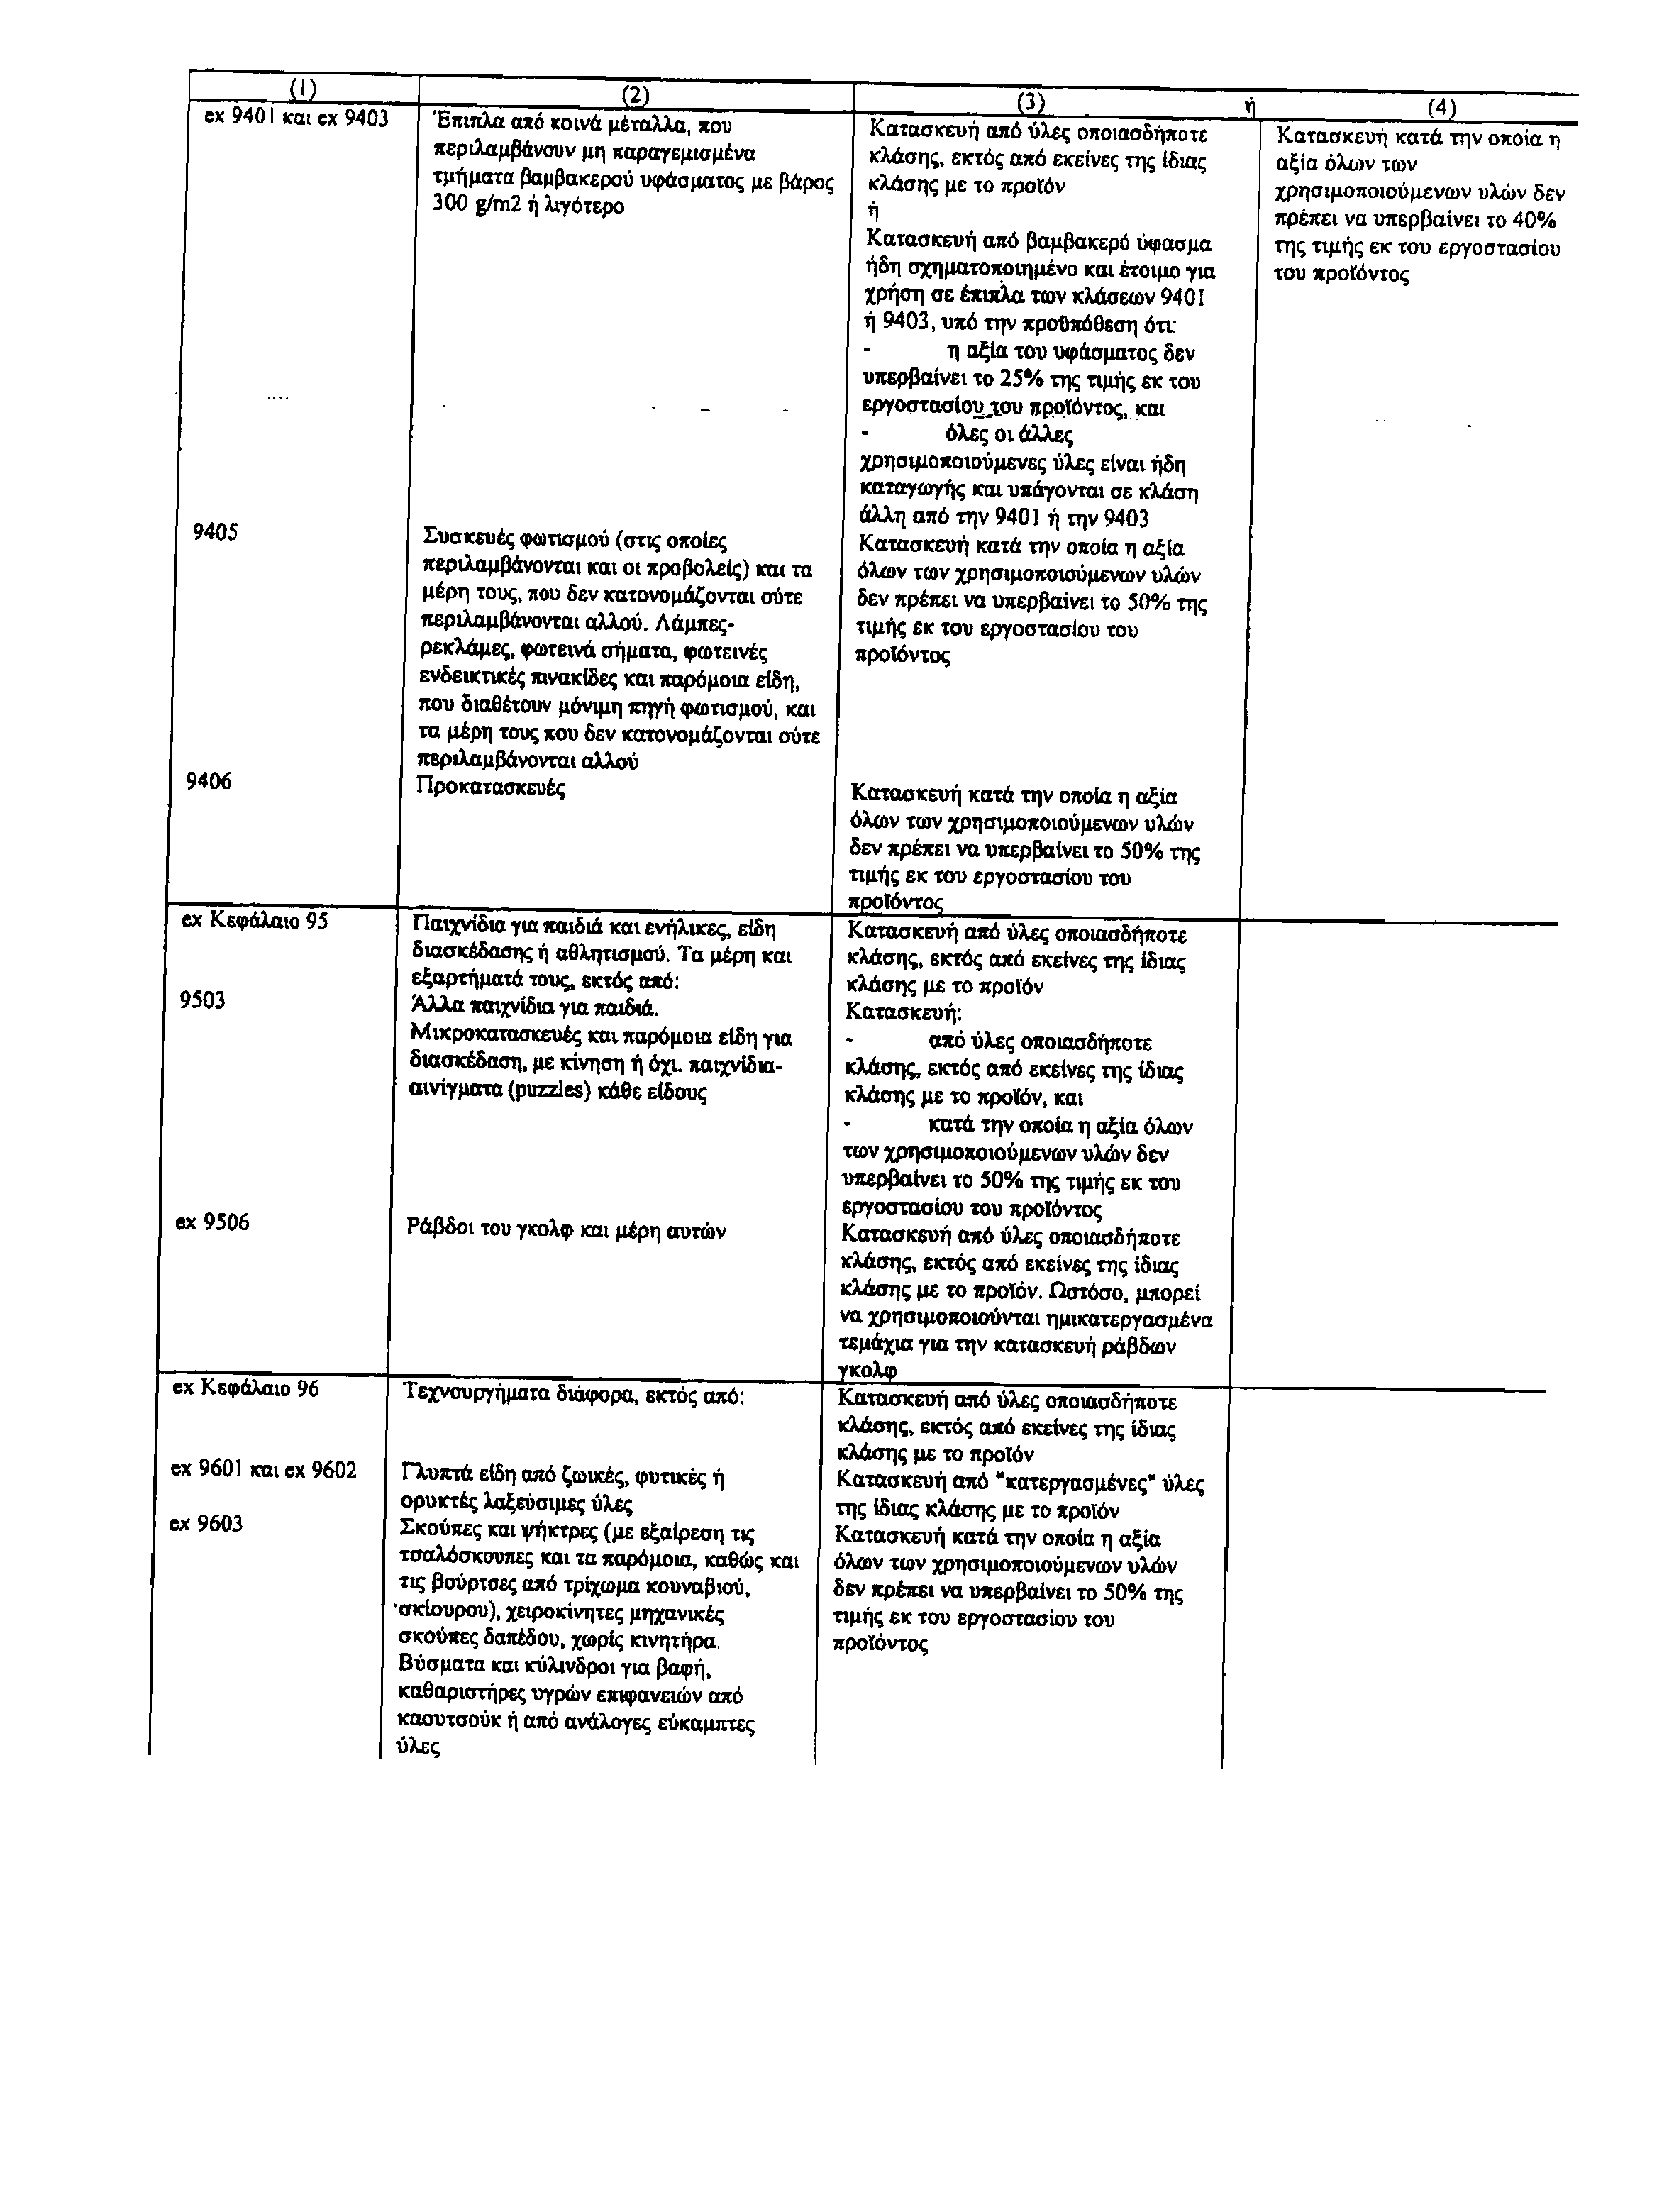 (1) (2) (3) ή (4)
ex 9401 και ex 9403
Έπιπλα από κοινά μέταλλα, που
περιλαμβάνουν μη παραγεμισμένα
τμήματα βαμβακερού υφάσματος με βάρος
300 g/m2 ή λιγότερο
Κατασκευή από ύλες οποιασδήποτε
κλάσης, εκτός από εκείνες της ίδιας
κλάσης με το προϊόν
ή
Κατασκευή από βαμβακερό ύφασμα
ήδη σχηματοποιημένο και έτοιμο για
χρήση σε έπιπλα των κλάσεων 9401
ή 9403, υπό την προϋπόθεση ότι:
- η αξία του υφάσματος δεν
υπερβαίνει το 25% της τιμής εκ του
εργοστασίου του προϊόντος, και
- όλες οι άλλες
χρησιμοποιούμενες ύλες είναι ήδη
καταγωγής και υπάγονται σε κλάση
άλλη από την 9401 ή την 9403
Κατασκευή κατά την οποία η
αξία όλων των
χρησιμοποιούμενων υλών δεν
πρέπει να υπερβαίνει το 40%
της τιμής εκ του εργοστασίου
του προϊόντος
9405
Συσκευές φωτισμού (στις οποίες
περιλαμβάνονται και οι προβολείς) και τα
μέρη τους, που δεν κατονομάζονται ούτε
περιλαμβάνονται αλλού. Λάμπες-
ρεκλάμες, φωτεινά σήματα, φωτεινές
ενδεικτικές πινακίδες και παρόμοια είδη,
που διαθέτουν μόνιμη πηγή φωτισμού, και
τα μέρη τους που δεν κατονομάζονται ούτε
περιλαμβάνονται αλλού
Κατασκευή κατά την οποία η αξία
όλων των χρησιμοποιούμενων υλών
δεν πρέπει να υπερβαίνει το 50% της
τιμής εκ του εργοστασίου του
προϊόντος
9406
Προκατασκευές
Κατασκευή κατά την οποία η αξία
όλων των χρησιμοποιούμενων υλών
δεν πρέπει να υπερβαίνει το 50% της
τιμής εκ του εργοστασίου του
προϊόντος
ex Κεφάλαιο 95
Παιχνίδια για παιδιά και ενήλικες, είδη
διασκέδασης ή αθλητισμού. Τα μέρη και
εξαρτήματά τους, εκτός από:
Κατασκευή από ύλες οποιασδήποτε
κλάσης, εκτός από εκείνες της ίδιας
κλάσης με το προϊόν
9503
Άλλα παιχνίδια για παιδιά.
Μικροκατασκευές και παρόμοια είδη για
διασκέδαση, με κίνηση ή όχι. παιχνίδια-
αινίγματα (puzzles) κάθε είδους
Κατασκευή:
- από ύλες οποιασδήποτε
κλάσης, εκτός από εκείνες της ίδιας
κλάσης με το προϊόν, και
- κατά την οποία η αξία όλων
των χρησιμοποιούμενων υλών δεν
υπερβαίνει το 50% της τιμής εκ του
εργοστασίου του προϊόντος
ex 9506
Ράβδοι του γκολφ και μέρη αυτών
Κατασκευή από ύλες οποιασδήποτε
κλάσης, εκτός από εκείνες της ίδιας
κλάσης με το προϊόν. Ωστόσο, μπορεί
να χρησιμοποιούνται ημικατεργασμένα
τεμάχια για την κατασκευή ράβδων
γκολφ
ex Κεφάλαιο 96
Τεχνουργήματα διάφορα, εκτός από:
Κατασκευή από ύλες οποιασδήποτε
κλάσης, εκτός από εκείνες της ίδιας
κλάσης με το προϊόν
ex 9601 και ex 9602
Γλυπτά είδη από ζωικές, φυτικές ή
ορυκτές λαξεύσιμες ύλες
Κατασκευή από "κατεργασμένες" ύλες
της ίδιας κλάσης με το προϊόν
ex 9603
Σκούπες και ψήκτρες (με εξαίρεση τις
τσαλόσκουπες και τα παρόμοια, καθώς και
τις βούρτσες από τρίχωμα κουναβιού,
σκίουρου), χειροκίνητες μηχανικές
σκούπες δαπέδου, χωρίς κινητήρα.
Βύσματα και κύλινδροι για βαφή,
καθαριστήρες υγρών επιφανειών από
καουτσούκ ή από ανάλογες εύκαμπτες
ύλες
Κατασκευή κατά την οποία η αξία
όλων των χρησιμοποιούμενων υλών
δεν πρέπει να υπερβαίνει το 50% της
τιμής εκ του εργοστασίου του
προϊόντος